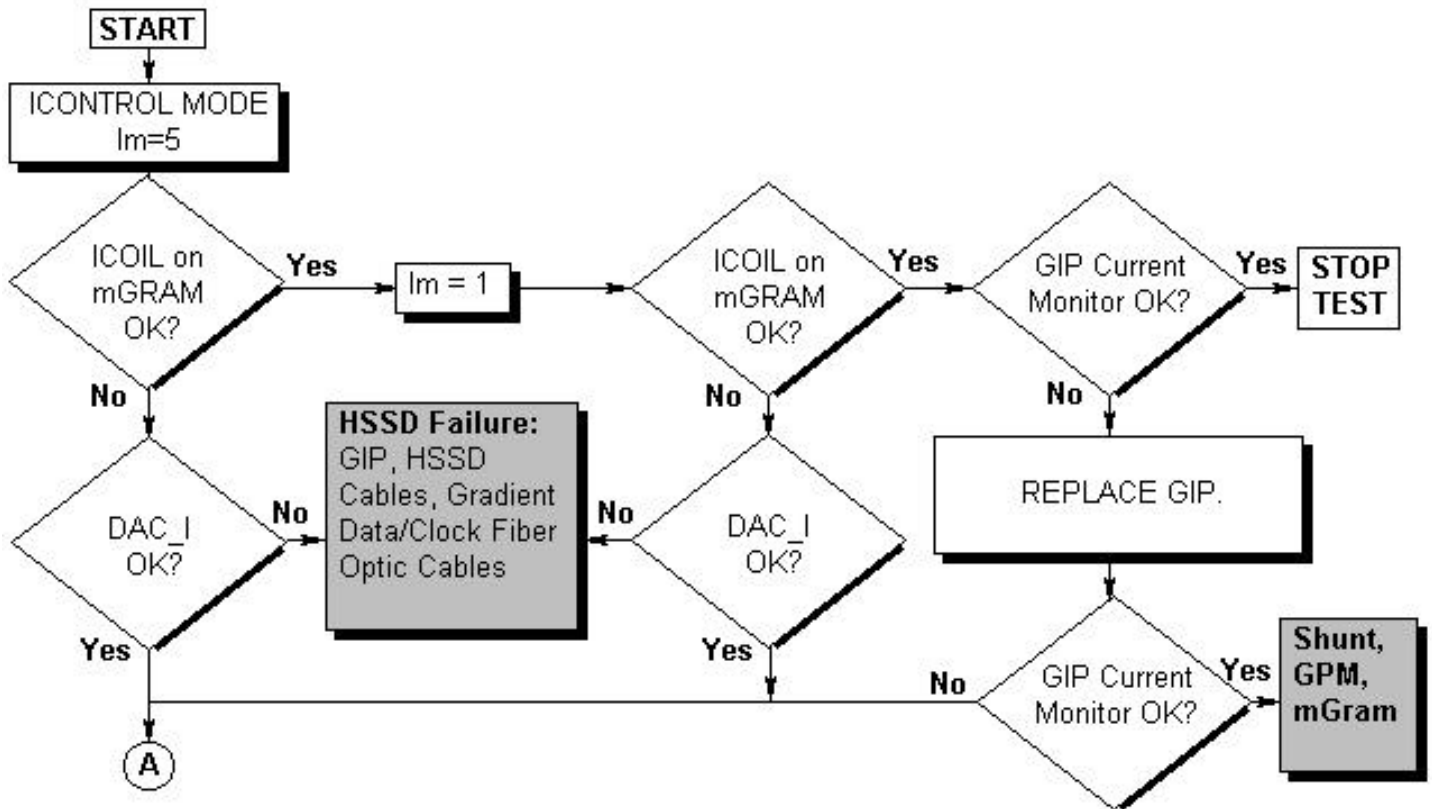 START
ICONTROL MODE
Im=5
ICOIL on
mGRAM
OK?
Yes
No
Im = 1
ICOIL on
mGRAM
OK?
Yes
No
GIP Current
Monitor OK?
Yes
No
STOP
TEST
DAC_I
OK?
No
Yes
HSSD Failure:
GIP, HSSD
Cables, Gradient
Data/Clock Fiber
Optic Cables
DAC_I
OK?
No
Yes
REPLACE GIP.
GIP Current
Monitor OK?
No
Yes
Shunt,
GPM,
mGram
A